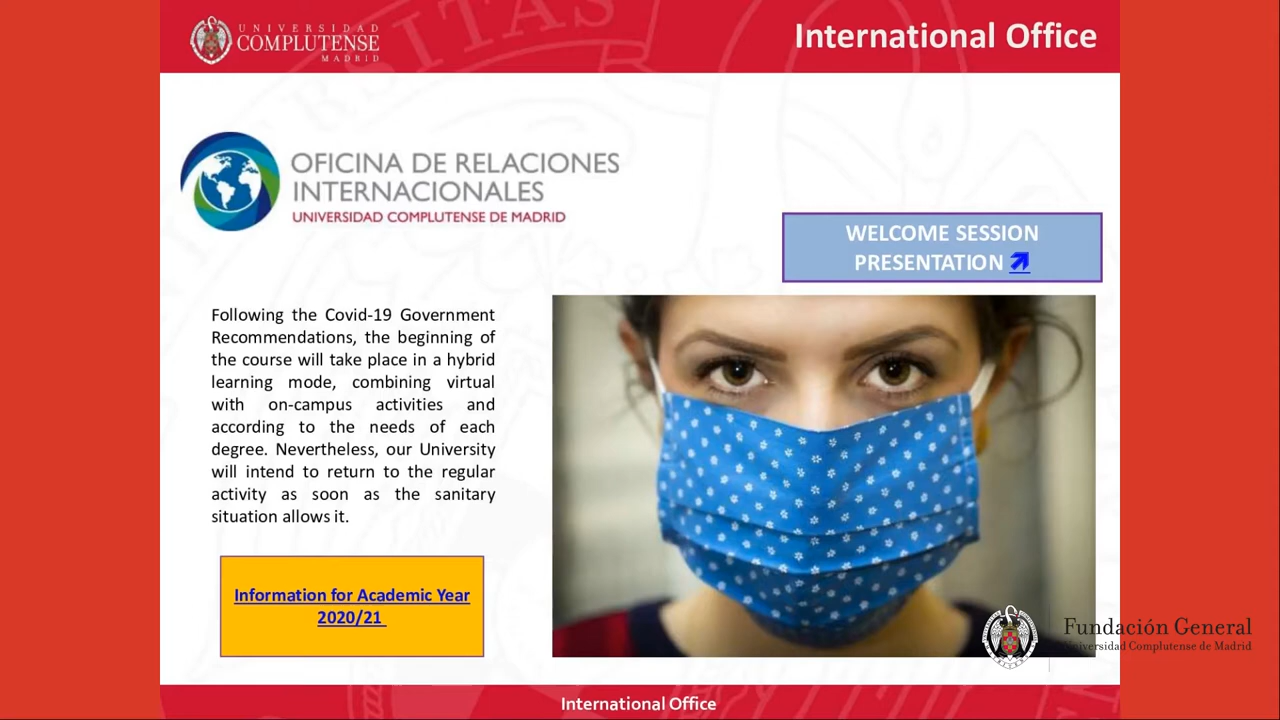 UNIVERSIDAD
COMPLUTENSE
MADRID
International Office
OFICINA DE RELACIONES
INTERNACIONALES
UNIVERSIDAD COMPLUTENSE DE MADRID
WELCOME SESSION
PRESENTATION
Following the Covid-19 Government
Recommendations, the beginning of
the course will take place in a hybrid
learning mode, combining virtual
with on-campus activities and
according to the needs of each
degree. Nevertheless, our University
will intend to return to the regular
activity as soon as the sanitary
situation allows it.
Information for Academic Year
2020/21
Fundación General
Universidad Complutense de Madrid
International Office